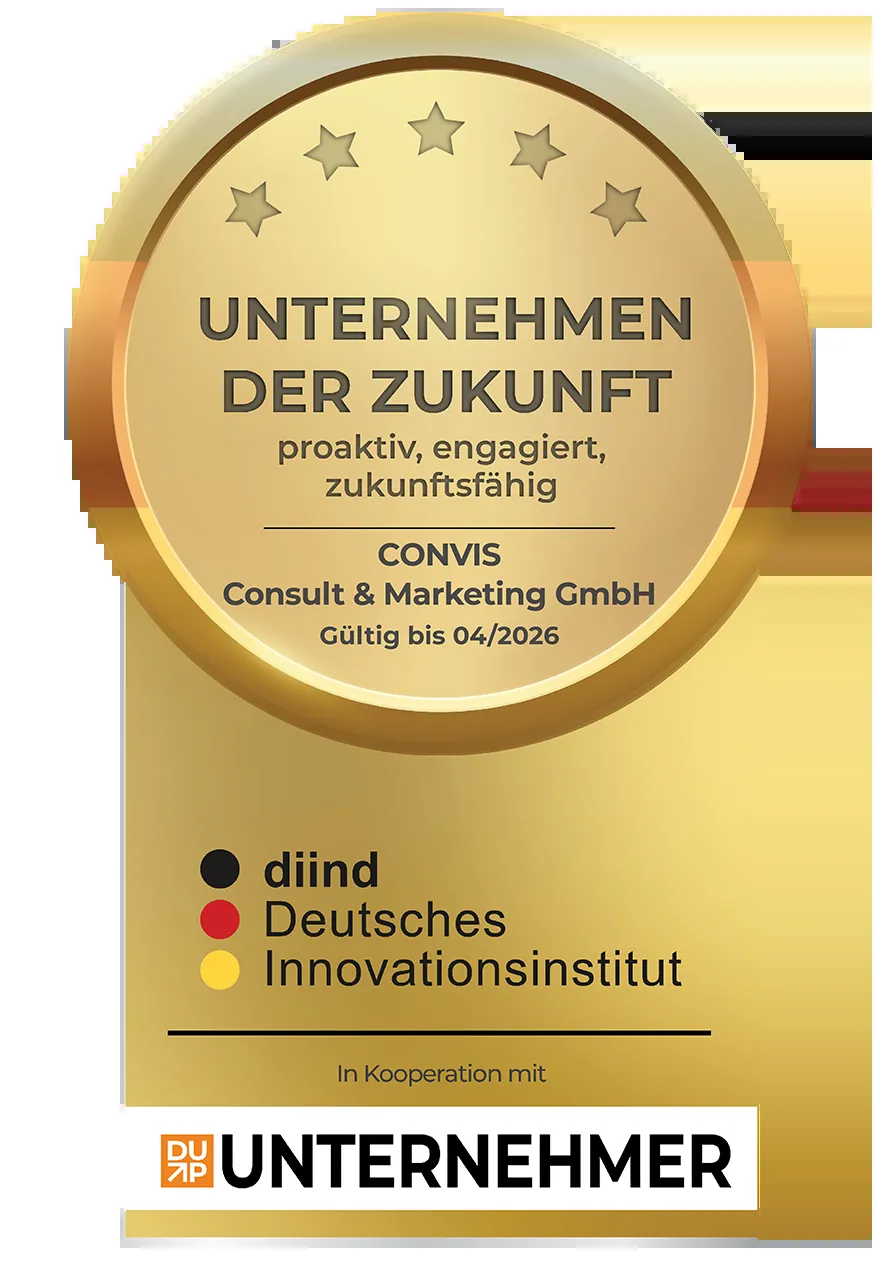 UNTERNEHMEN
DER ZUKUNFT
proaktiv, engagiert,
zukunftsfähig
CONVIS
Consult & Marketing GmbH
Gültig bis 04/2026
diind
Deutsches
Innovationsinstitut
In Kooperation mit
DUP UNTERNEHMER